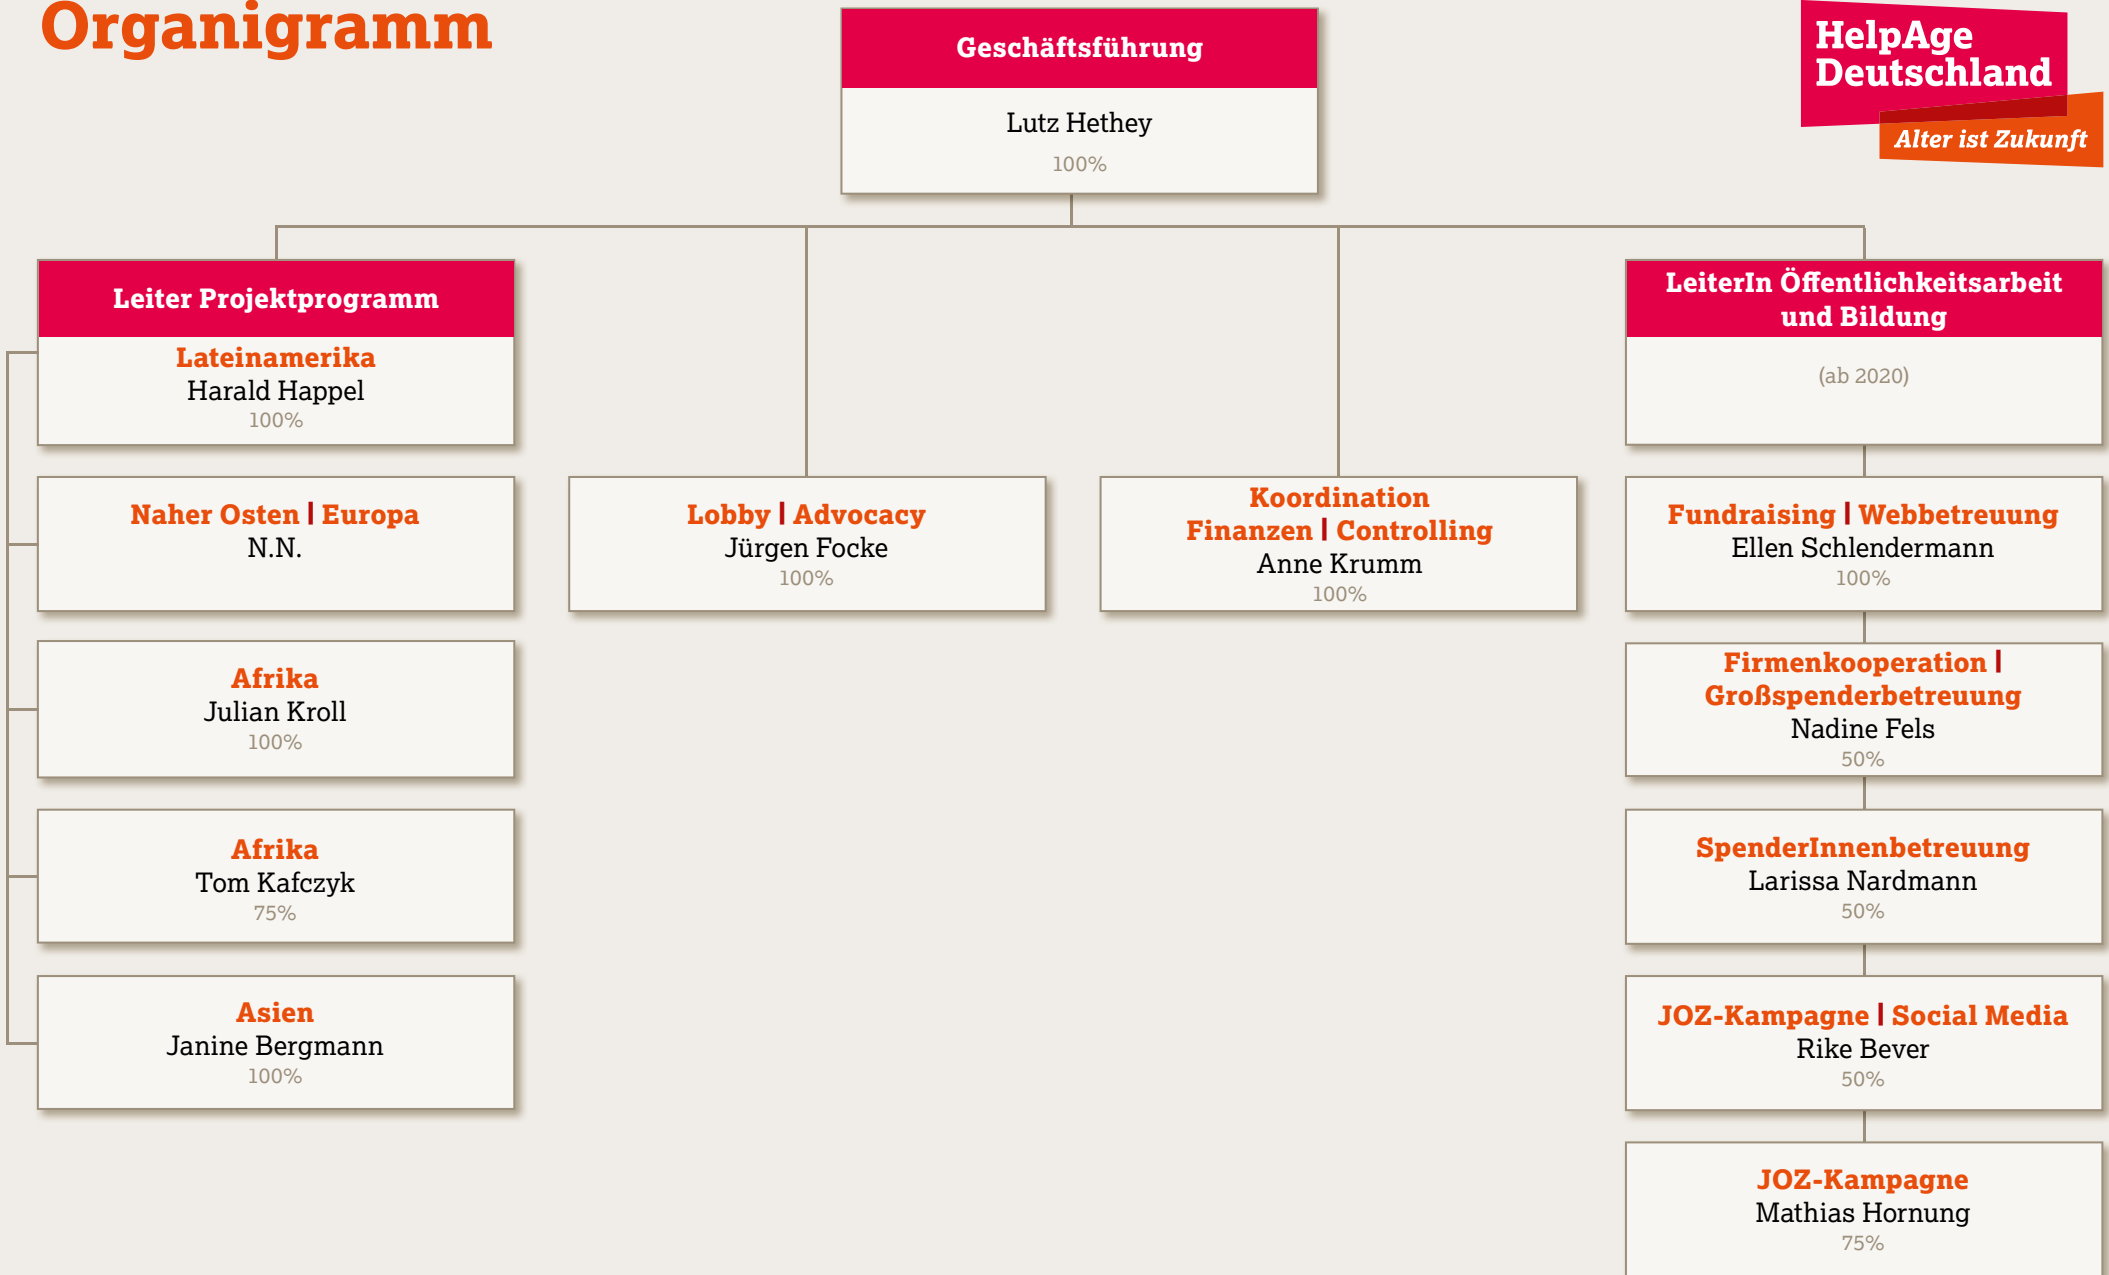 Organigramm
HelpAge
Deutschland
Alter ist Zukunft
Geschäftsführung
Lutz Hethey
100%
Leiter Projektprogramm
Lateinamerika
Harald Happel
100%
Naher Osten | Europa
N.N.
Afrika
Julian Kroll
100%
Afrika
Tom Kafczyk
75%
Asien
Janine Bergmann
100%
Lobby | Advocacy
Jürgen Focke
100%
Koordination
Finanzen | Controlling
Anne Krumm
100%
LeiterIn Öffentlichkeitsarbeit
und Bildung
(ab 2020)
Fundraising | Webbetreuung
Ellen Schlendermann
100%
Firmenkooperation |
Großspenderbetreuung
Nadine Fels
50%
SpenderInnenbetreuung
Larissa Nardmann
50%
JOZ-Kampagne | Social Media
Rike Bever
50%
JOZ-Kampagne
Mathias Hornung
75%